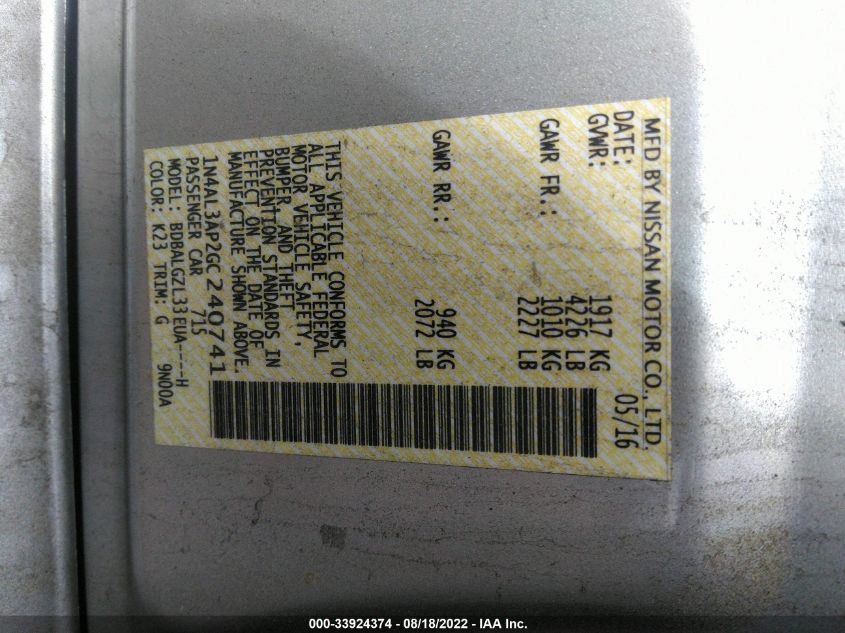 MFD BY NISSAN MOTOR CO., LTD.
DATE: 05/16
GVWR: 1917 KG
4226 LB
GAWR FR.: 1010 KG
2227 LB
GAWR RR.: 940 KG
2072 LB
THIS VEHICLE CONFORMS TO
ALL APPLICABLE FEDERAL
MOTOR VEHICLE SAFETY,
BUMPER, AND THEFT
PREVENTION STANDARDS IN
EFFECT ON THE DATE OF
MANUFACTURE SHOWN ABOVE.
1N4AL3AP2GC240741
PASSENGER CAR 715
MODEL: BDBALGZL33EUA----H
COLOR: K23 TRIM: G 9N00A
000-33924374 - 08/18/2022 - IAA Inc.